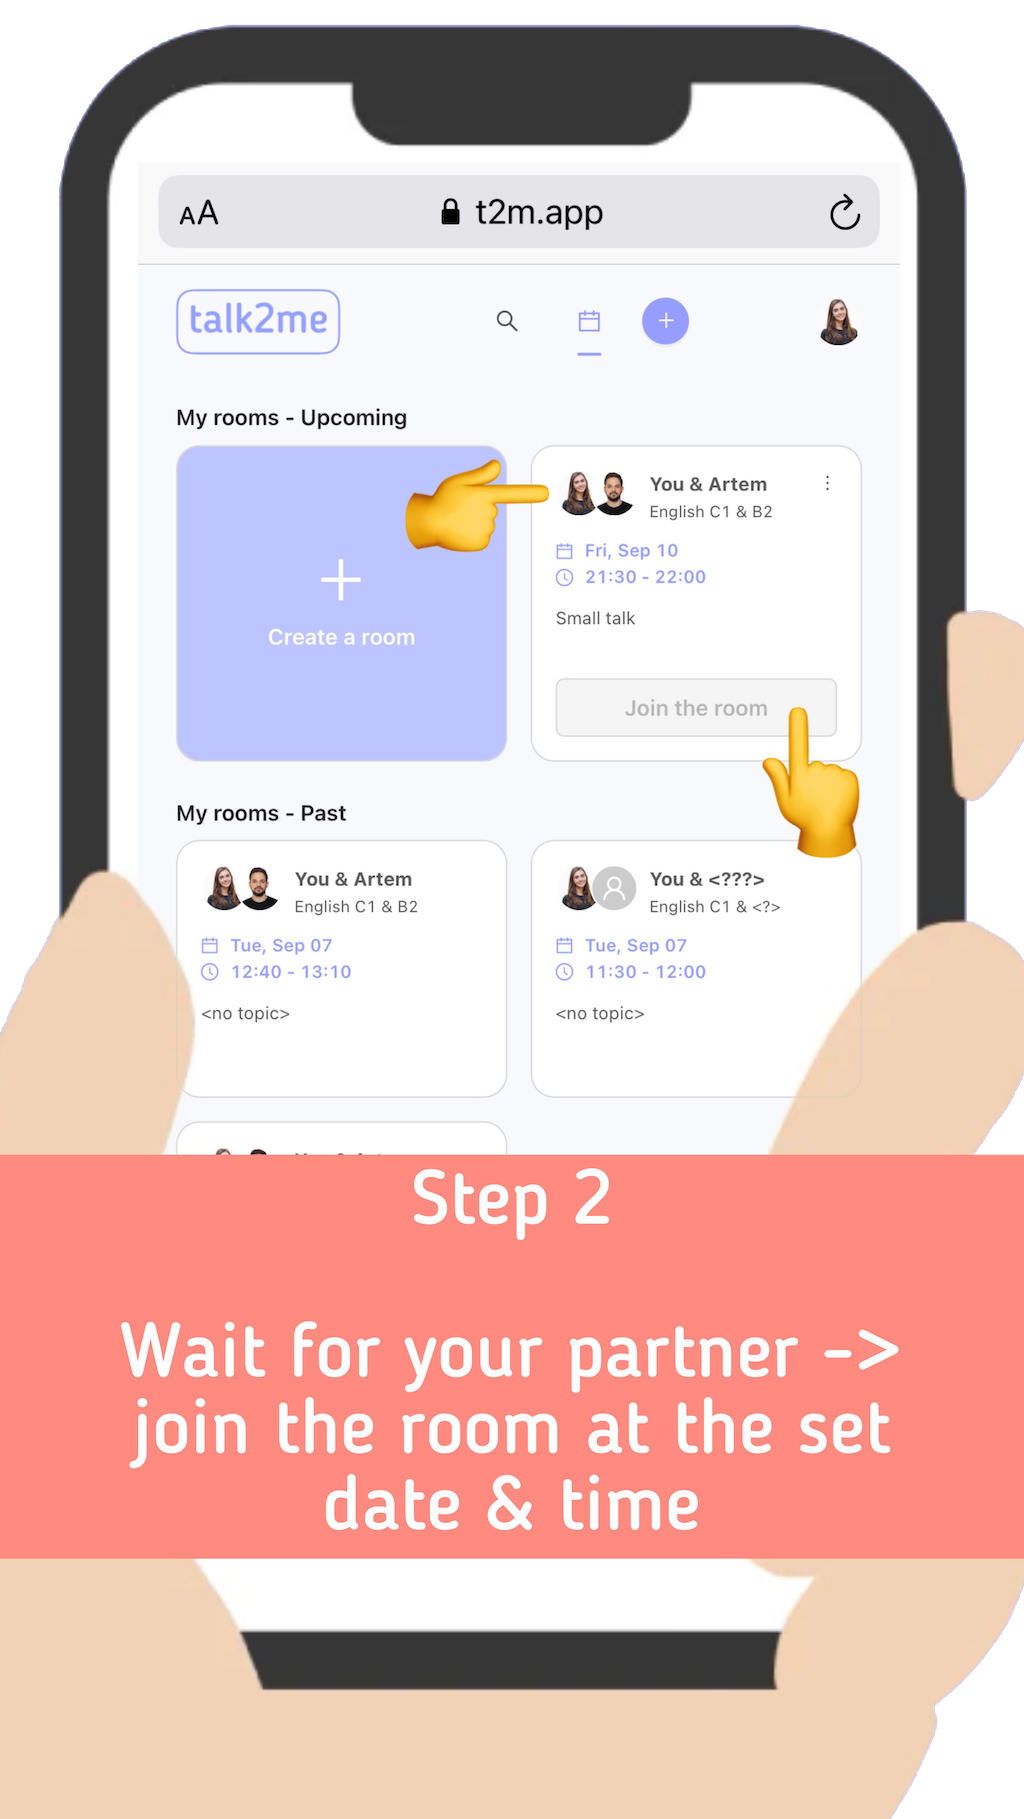 AA
t2m.app
talk2me
My rooms - Upcoming
Create a room
You & Artem
English C1 & B2
Fri, Sep 10
21:30 - 22:00
Small talk
Join the room
My rooms - Past
You & Artem
English C1 & B2
Tue, Sep 07
12:40 - 13:10
<no topic>
You & <???>
English C1 & <?>
Tue, Sep 07
11:30 - 12:00
<no topic>
Step 2
Wait for your partner ->
join the room at the set
date & time